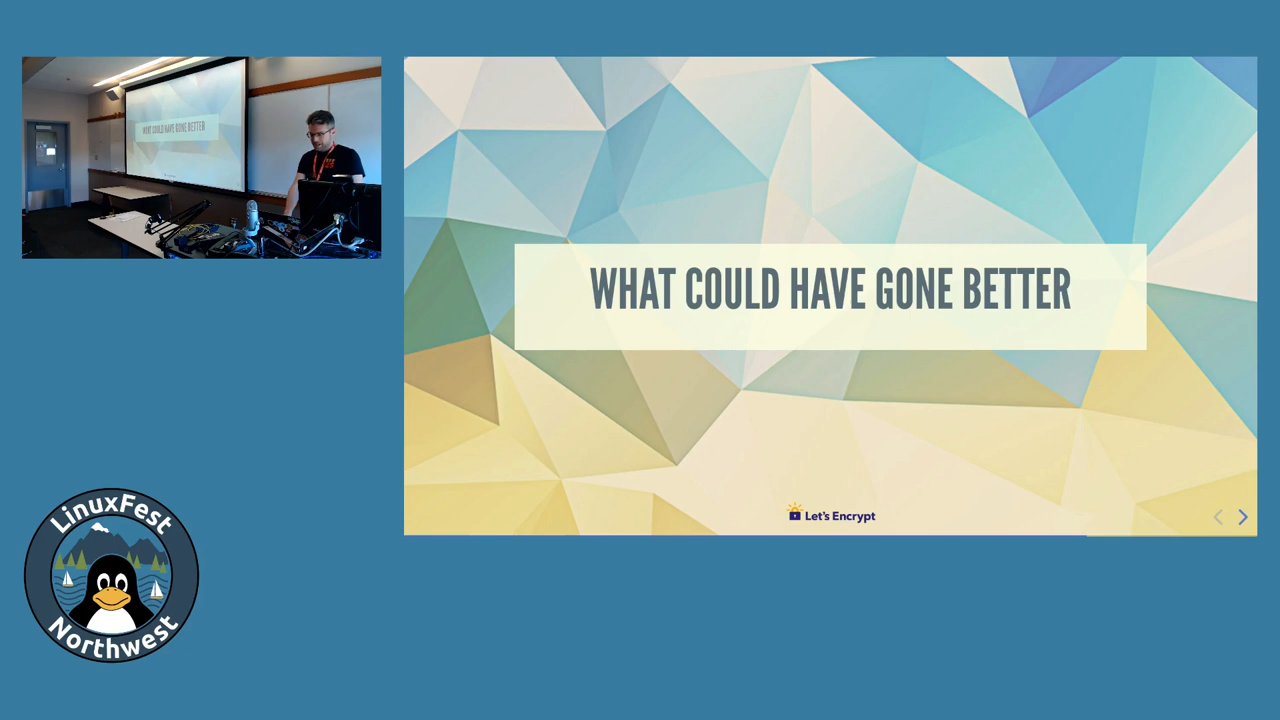 WHAT COULD HAVE GONE BETTER
WHAT COULD HAVE GONE BETTER
Let's Encrypt
LinuxFest
Northwest